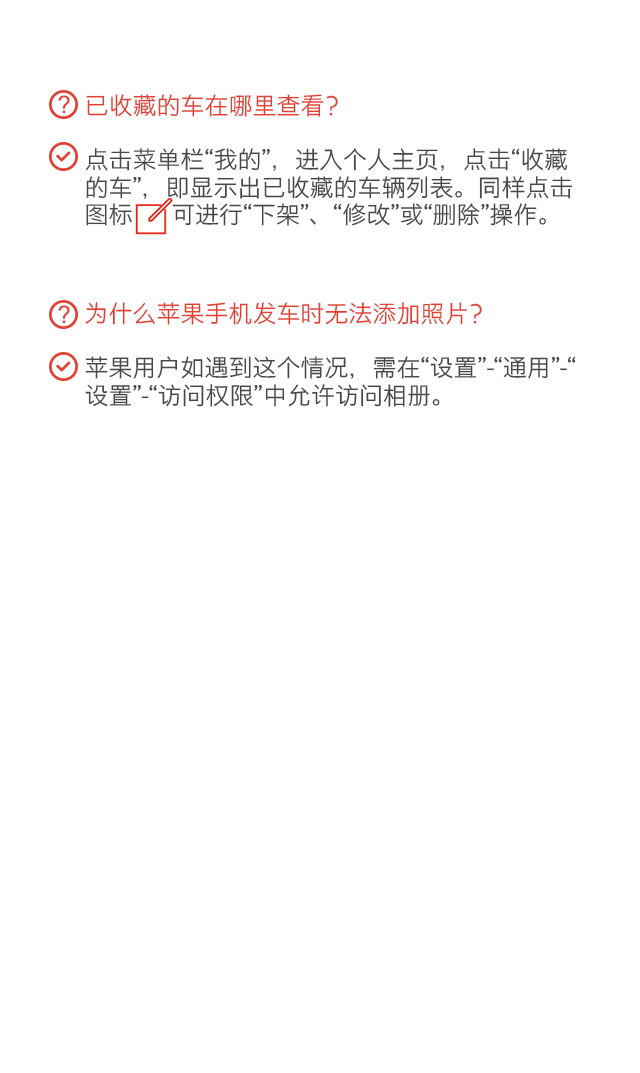 已收藏的车在哪里查看?
点击菜单栏“我的”，进入个人主页，点击“收藏
的车”，即显示出已收藏的车辆列表。同样点击
图标 可进行“下架”、“修改”或“删除”操作。
为什么苹果手机发车时无法添加照片?
苹果用户如遇到这个情况，需在“设置”-“通用”-“
设置”-“访问权限”中允许访问相册。